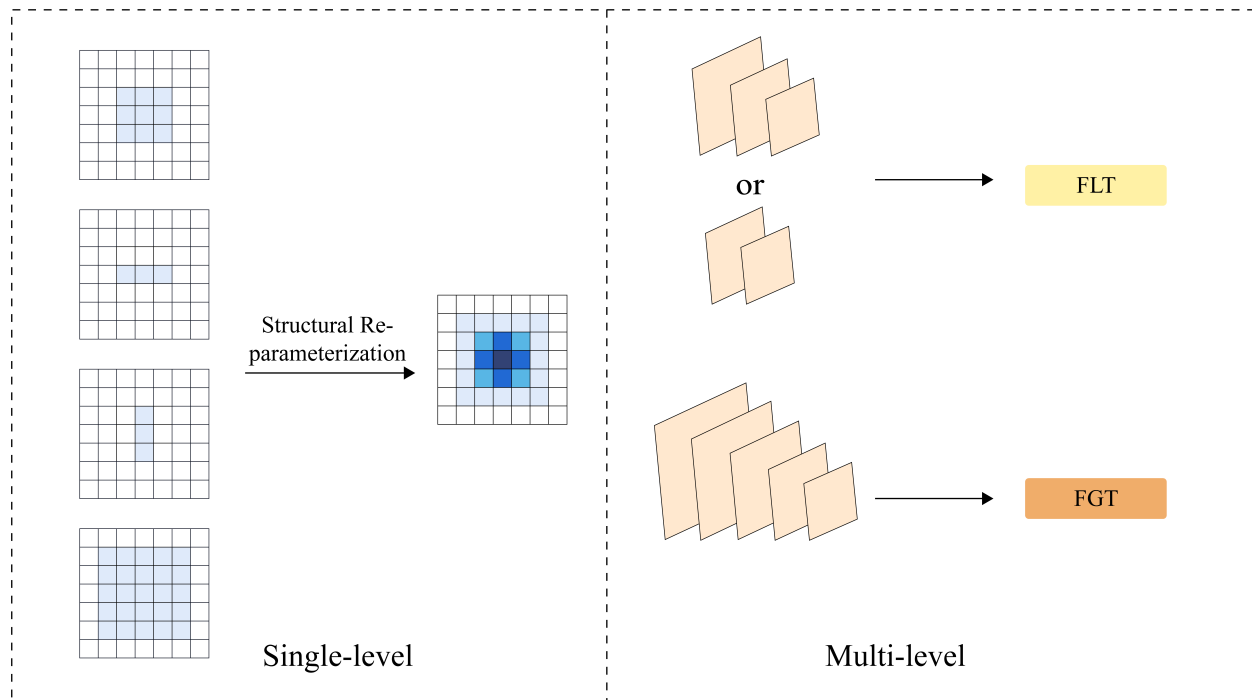 Structural Re-
parameterization
Single-level
or
FLT
FGT
Multi-level